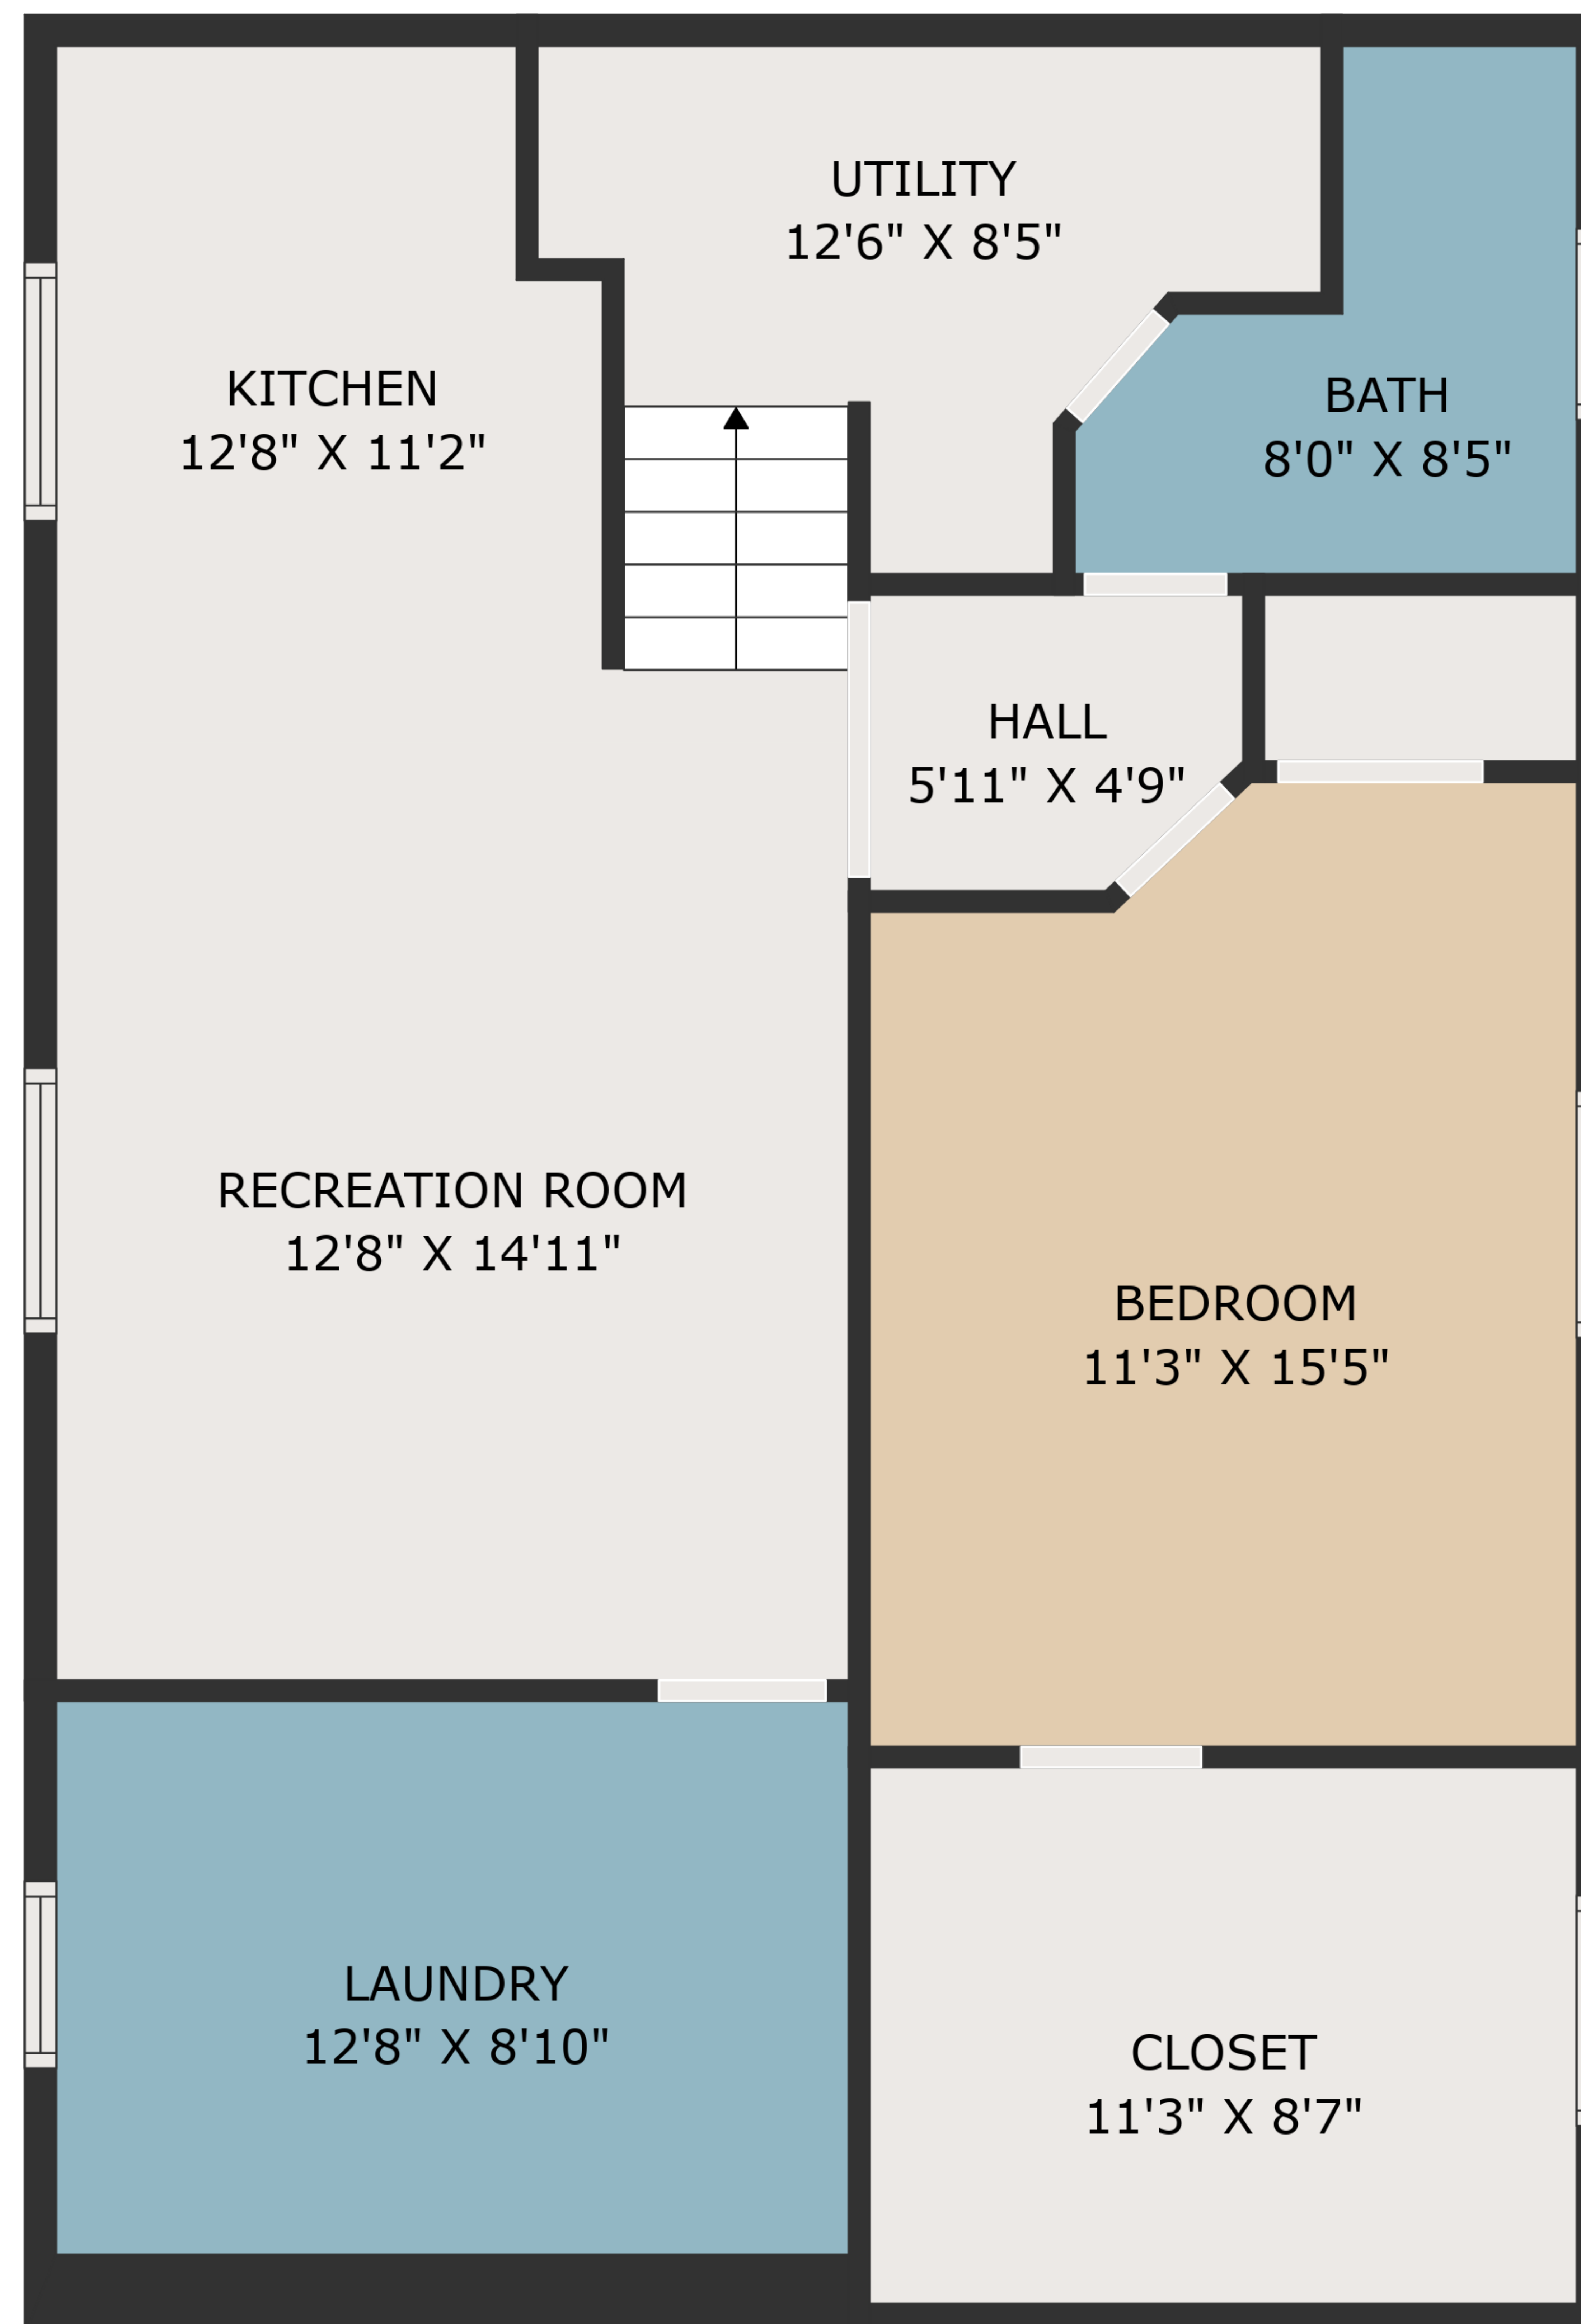 UTILITY
12'6" X 8'5"
KITCHEN
12'8" X 11'2"
BATH
8'0" X 8'5"
HALL
5'11" X 4'9"
RECREATION ROOM
12'8" X 14'11"
BEDROOM
11'3" X 15'5"
LAUNDRY
12'8" X 8'10"
CLOSET
11'3" X 8'7"